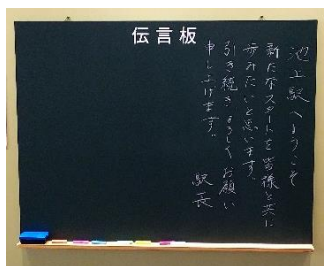 伝言板
池上駅へようこそ
新たなスタートを皆様と共に
歩みたいと思います。
引き続きよろしくお願い
申し上げます。
駅長